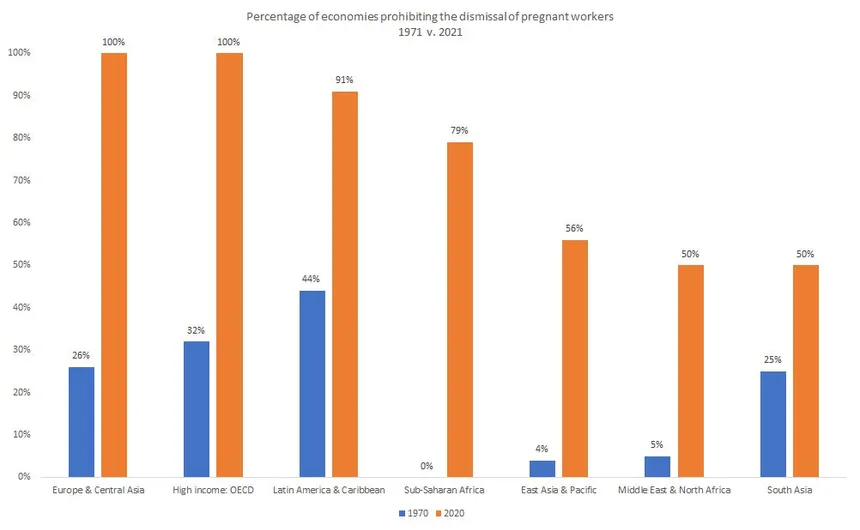 Percentage of economies prohibiting the dismissal of pregnant workers
1971 v. 2021
100%
90%
80%
70%
60%
50%
40%
30%
20%
10%
0%
26%
100%
32%
100%
44%
91%
0%
79%
4%
56%
5%
50%
25%
50%
Europe & Central Asia
High income: OECD
Latin America & Caribbean
Sub-Saharan Africa
East Asia & Pacific
Middle East & North Africa
South Asia
1970 2020